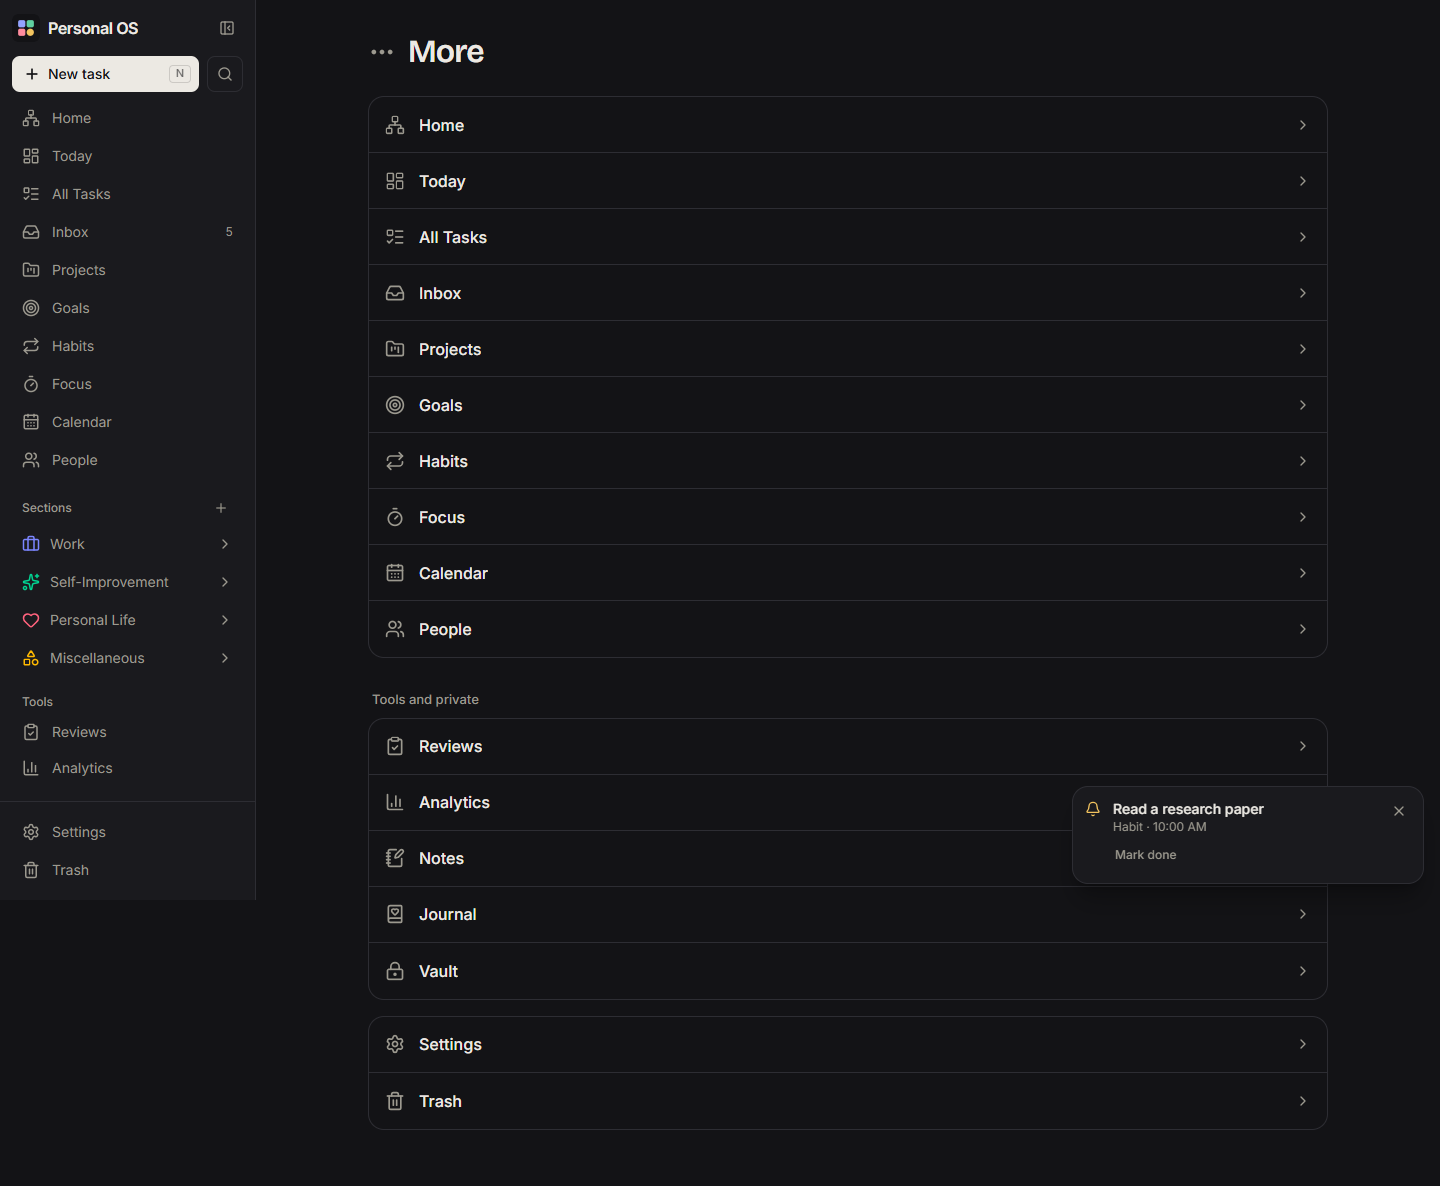 Personal OS
New task N
Home
Today
All Tasks
Inbox 5
Projects
Goals
Habits
Focus
Calendar
People
Sections
Work
Self-Improvement
Personal Life
Miscellaneous
Tools
Reviews
Analytics
Settings
Trash
More
Home
Today
All Tasks
Inbox
Projects
Goals
Habits
Focus
Calendar
People
Tools and private
Reviews
Analytics
Notes
Journal
Vault
Settings
Trash
Read a research paper
Habit · 10:00 AM
Mark done